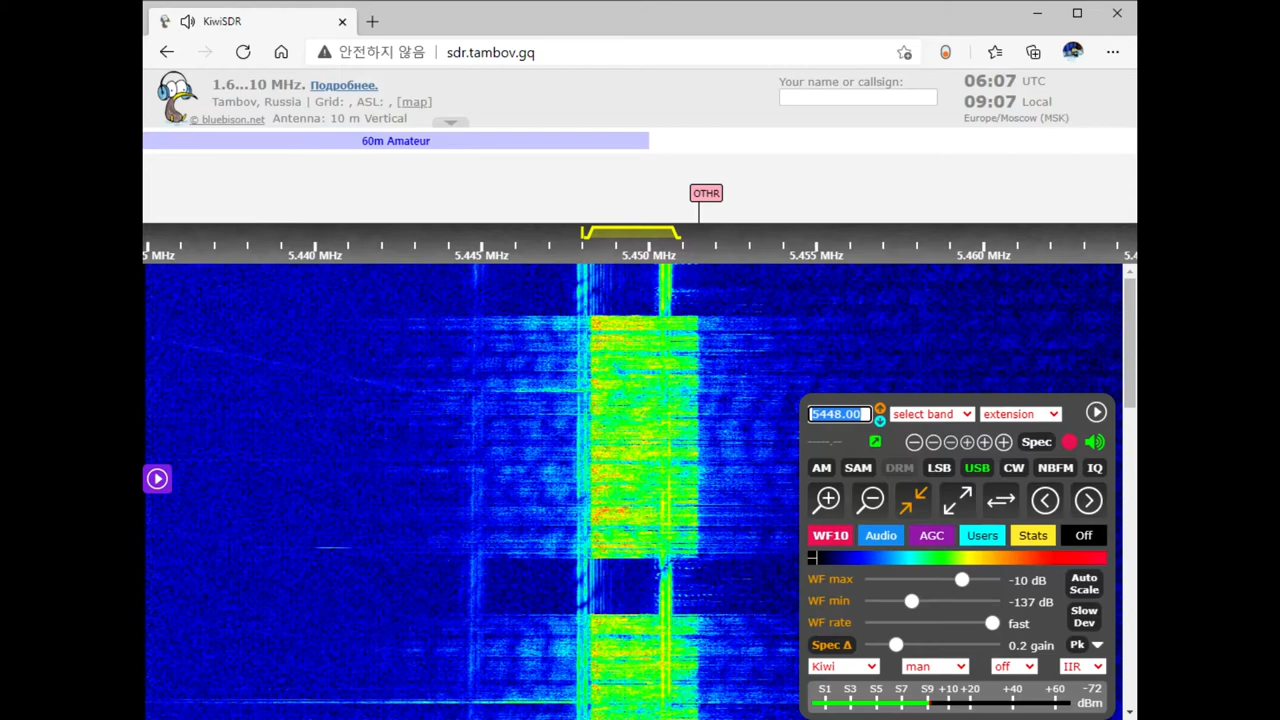 KiwiSDR
안전하지 않음
sdr.tambov.gq
1.6...10 MHz. Подробнее.
Tambov, Russia | Grid: , ASL: , [map]
© bluebison.net Antenna: 10 m Vertical
Your name or callsign:
06:07 UTC
09:07 Local
Europe/Moscow (MSK)
60m Amateur
OTHR
5 MHz 5.440 MHz 5.445 MHz 5.450 MHz 5.455 MHz 5.460 MHz 5.4
5448.00 select band extension
-----.-- Spec
AM SAM DRM LSB USB CW NBFM IQ
WF10 Audio AGC Users Stats Off
WF max -10 dB
Auto Scale
WF min -137 dB
WF rate fast
Slow Dev
Spec Δ 0.2 gain Pk
Kiwi man off IIR
S1 S3 S5 S7 S9 +10 +20 +40 +60 -72
dBm